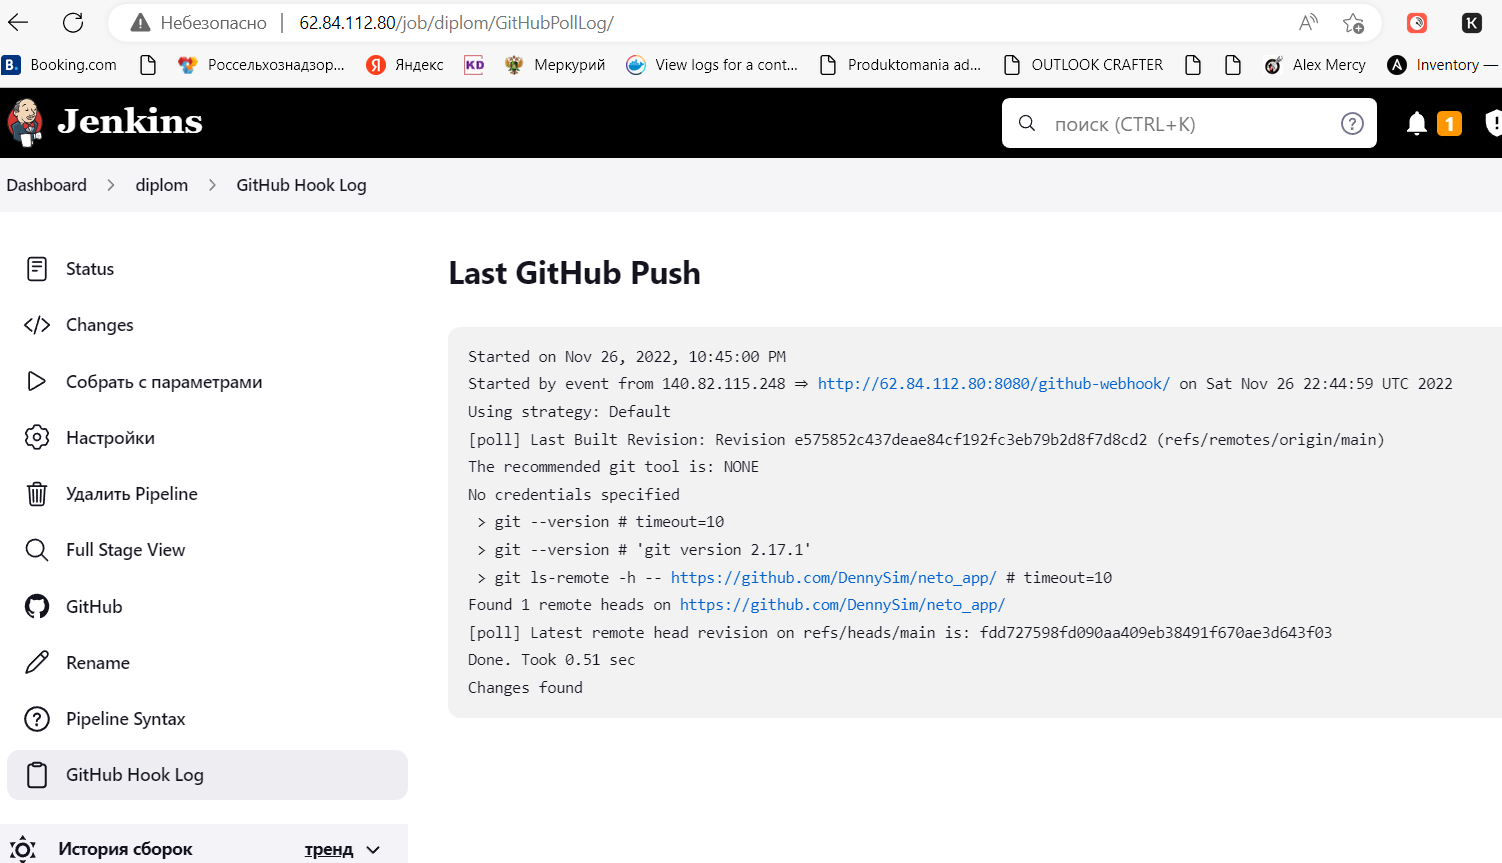 Небезопасно | 62.84.112.80/job/diplom/GitHubPollLog/
B. Booking.com Россельхознадзор... Я Яндекс KD Меркурий View logs for a cont... Produktomania ad... OUTLOOK CRAFTER Alex Mercy A Inventory —
Jenkins
поиск (CTRL+K)
1
Dashboard > diplom > GitHub Hook Log
Status
Changes
Собрать с параметрами
Настройки
Удалить Pipeline
Full Stage View
GitHub
Rename
Pipeline Syntax
GitHub Hook Log
История сборок тренд
Last GitHub Push
Started on Nov 26, 2022, 10:45:00 PM
Started by event from 140.82.115.248 ⇒ http://62.84.112.80:8080/github-webhook/ on Sat Nov 26 22:44:59 UTC 2022
Using strategy: Default
[poll] Last Built Revision: Revision e575852c437deae84cf192fc3eb79b2d8f7d8cd2 (refs/remotes/origin/main)
The recommended git tool is: NONE
No credentials specified
> git --version # timeout=10
> git --version # 'git version 2.17.1'
> git ls-remote -h -- https://github.com/DennySim/neto_app/ # timeout=10
Found 1 remote heads on https://github.com/DennySim/neto_app/
[poll] Latest remote head revision on refs/heads/main is: fdd727598fd090aa409eb38491f670ae3d643f03
Done. Took 0.51 sec
Changes found